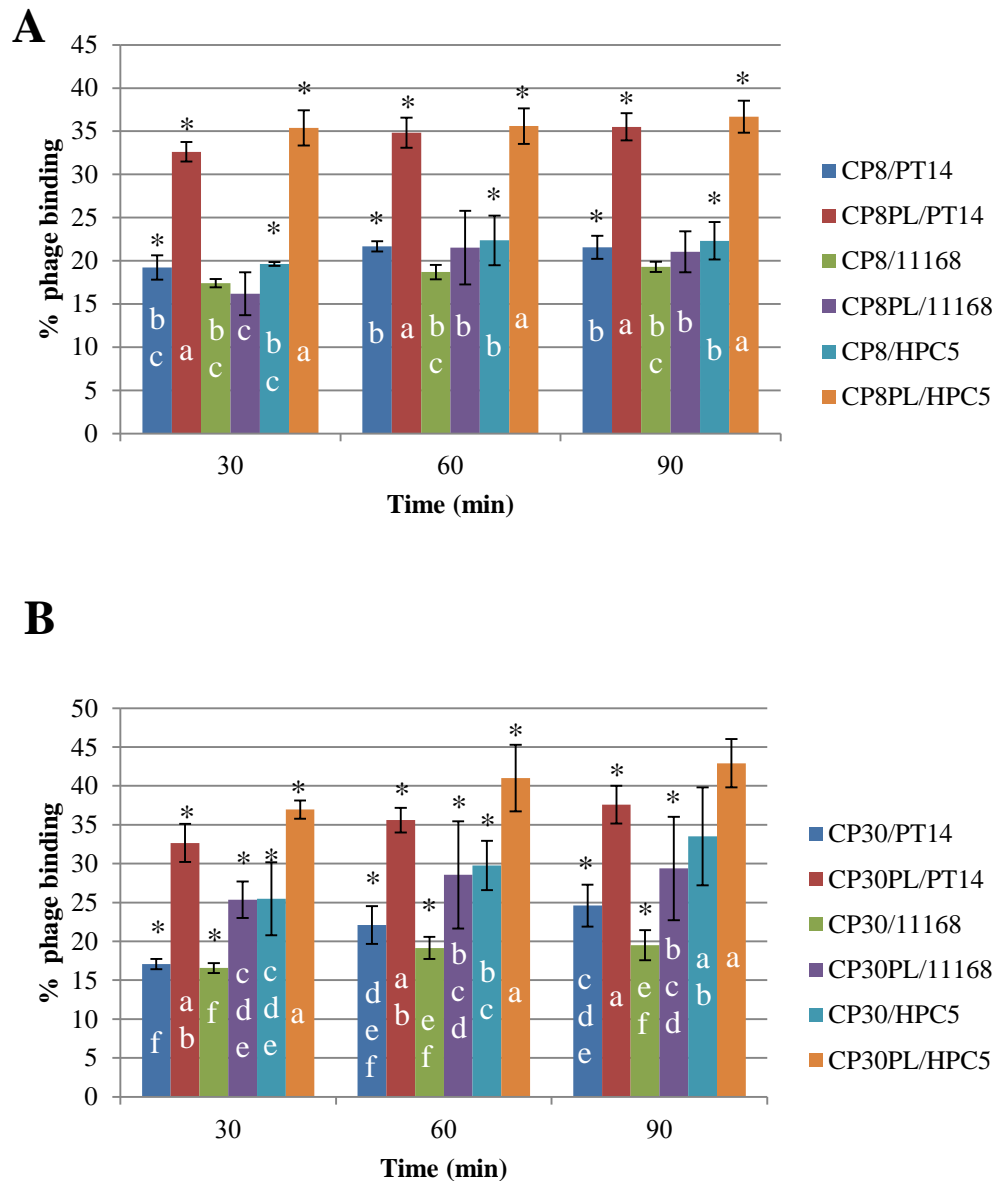 A
45
40
35
30
25
20
15
10
5
0
% phage binding
* * * * * * * * * * * *
b c
a
b c
c
b c
a
b
a
b c
b
b
a
b
a
b c
b
b
a
30 60 90
Time (min)
CP8/PT14
CP8PL/PT14
CP8/11168
CP8PL/11168
CP8/HPC5
CP8PL/HPC5
B
50
45
40
35
30
25
20
15
10
5
0
% phage binding
* * * * * * * * * * * * * * * *
f
a b
f
c d e
c d e
a
d e f
a b
e f
b c d
b c
a
c d e
a
e f
b c d
a b
a
30 60 90
Time (min)
CP30/PT14
CP30PL/PT14
CP30/11168
CP30PL/11168
CP30/HPC5
CP30PL/HPC5